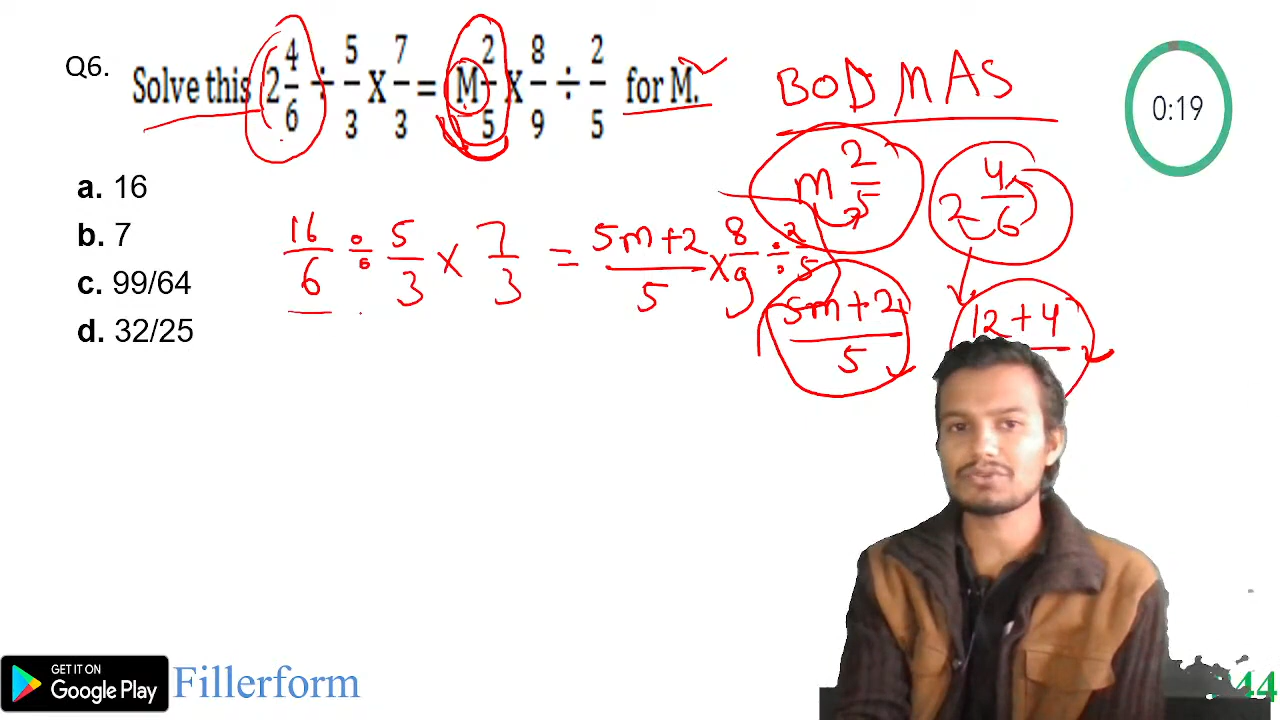 Q6. Solve this 2 4/6 ÷ 5/3 X 7/3 = M 2/5 X 8/9 ÷ 2/5 for M.
BODMAS
0:19
a. 16
b. 7
c. 99/64
d. 32/25
m 2/5
2 4/6
16/6 ÷ 5/3 × 7/3 = 5m+2/5 × 8/9 ÷ 2/5
5m+2/5
12+4
GET IT ON
Google Play
Fillerform
44